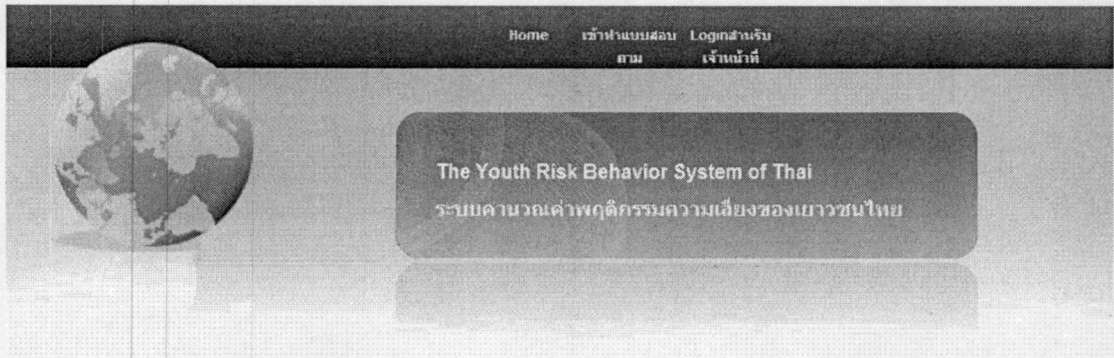 Home เข้าทำแบบสอบ Loginสำหรับ
ถาม เจ้าหน้าที่
The Youth Risk Behavior System of Thai
ระบบคำนวณค่าพฤติกรรมความเสี่ยงของเยาวชนไทย